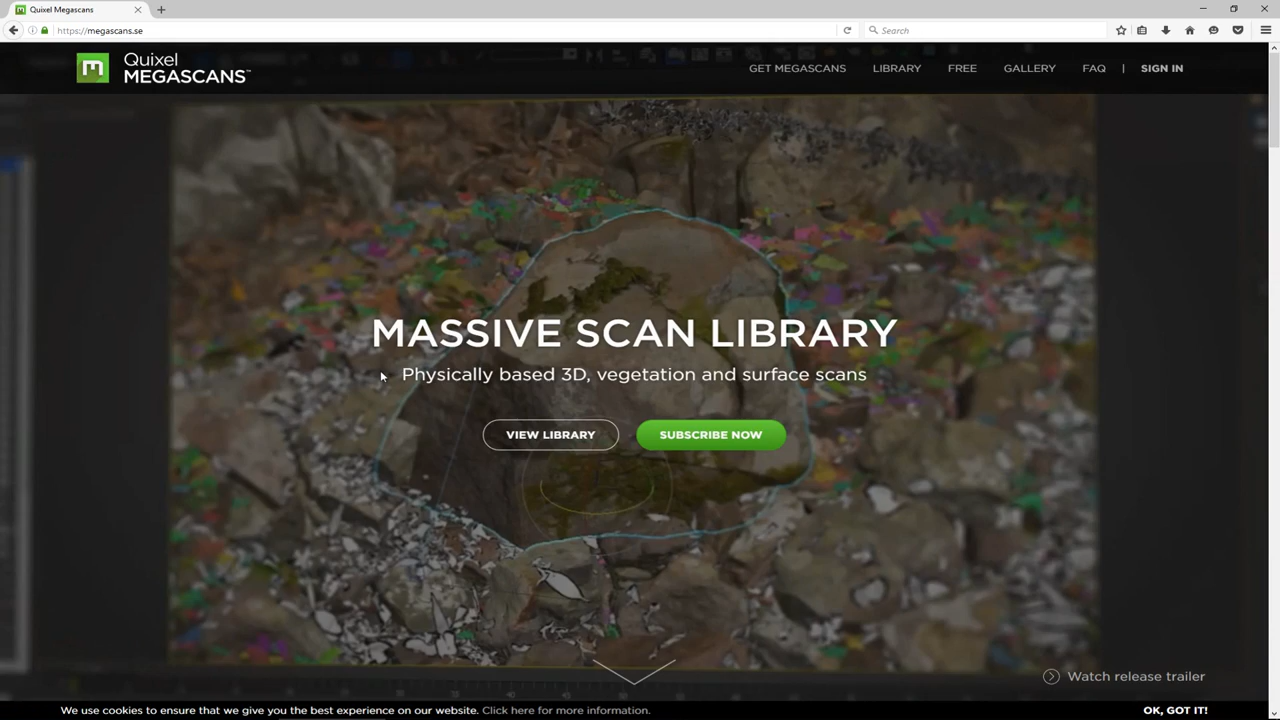 Quixel Megascans
https://megascans.se
Search
Quixel
MEGASCANS™
GET MEGASCANS
LIBRARY
FREE
GALLERY
FAQ
|
SIGN IN
MASSIVE SCAN LIBRARY
Physically based 3D, vegetation and surface scans
VIEW LIBRARY
SUBSCRIBE NOW
Watch release trailer
We use cookies to ensure that we give you the best experience on our website. Click here for more information.
OK, GOT IT!